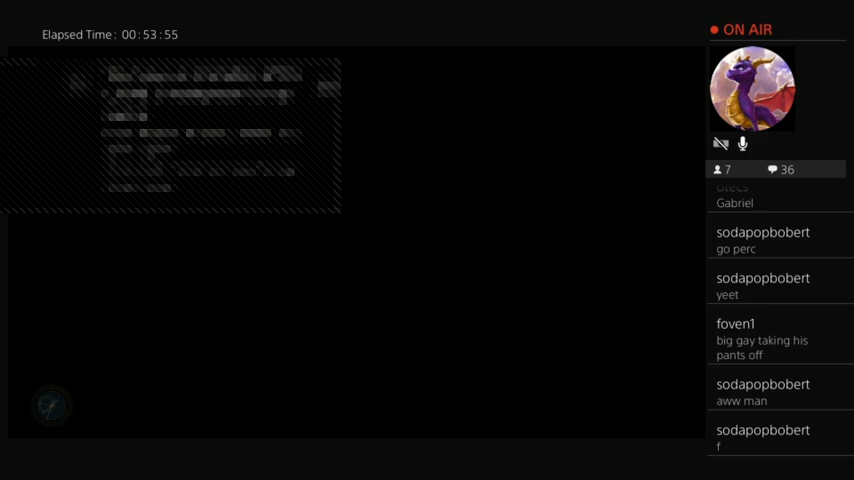 Elapsed Time: 00:53:55
ON AIR
7 36
Gabriel
sodapopbobert
go perc
sodapopbobert
yeet
foven1
big gay taking his
pants off
sodapopbobert
aww man
sodapopbobert
f